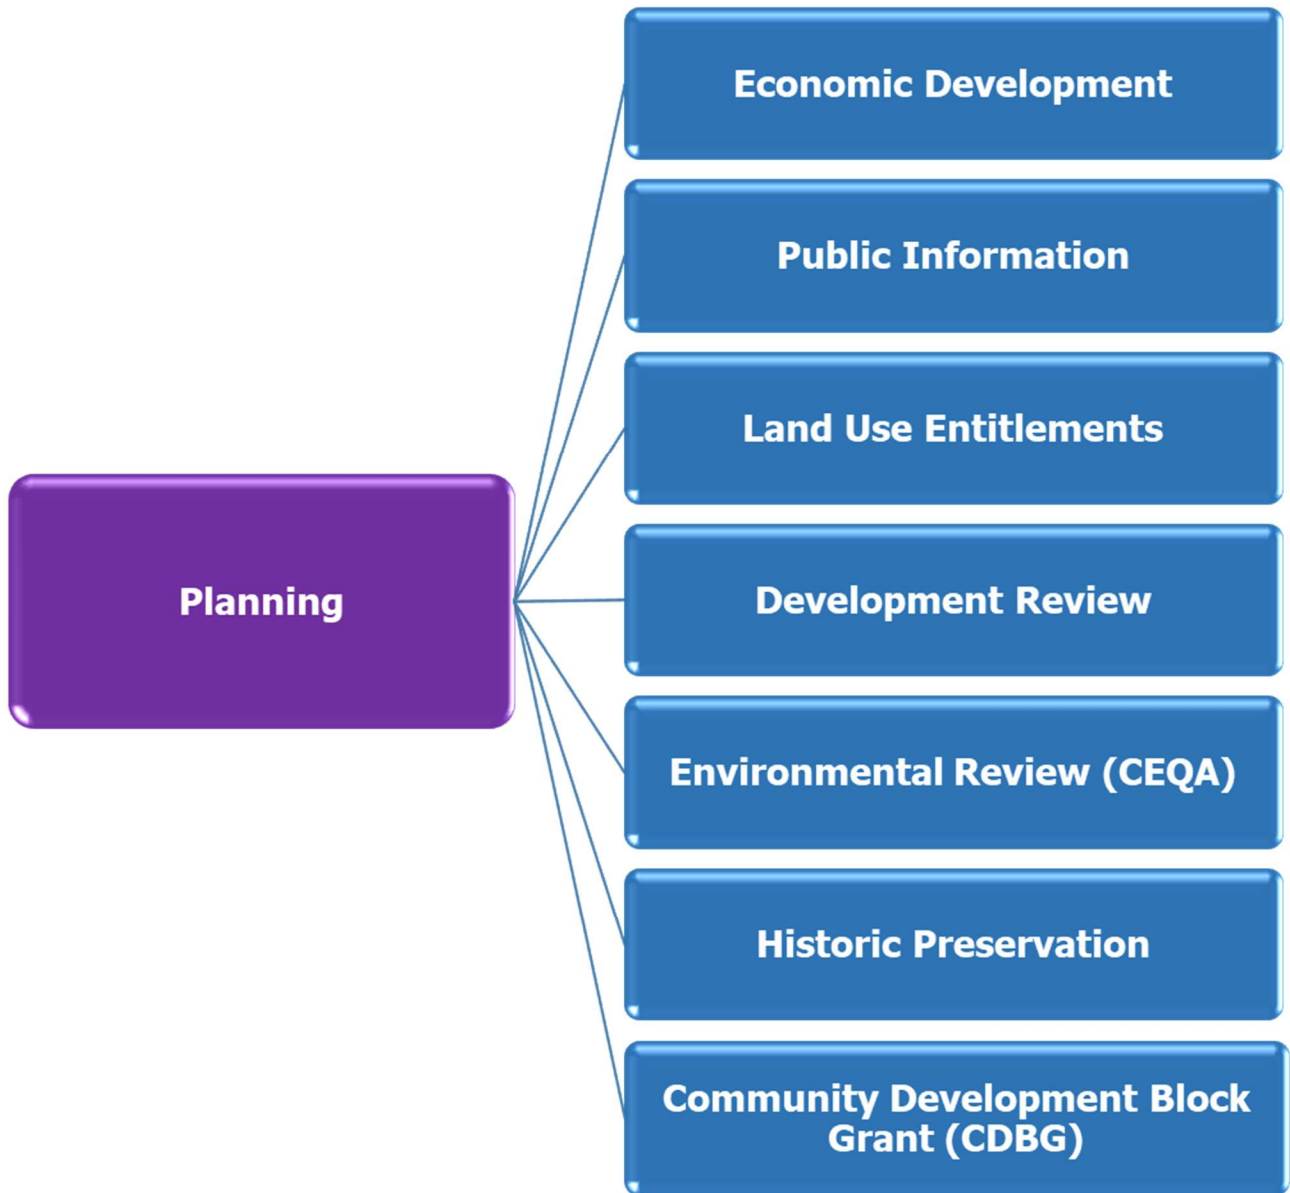 Economic Development
Public Information
Land Use Entitlements
Planning
Development Review
Environmental Review (CEQA)
Historic Preservation
Community Development Block
Grant (CDBG)